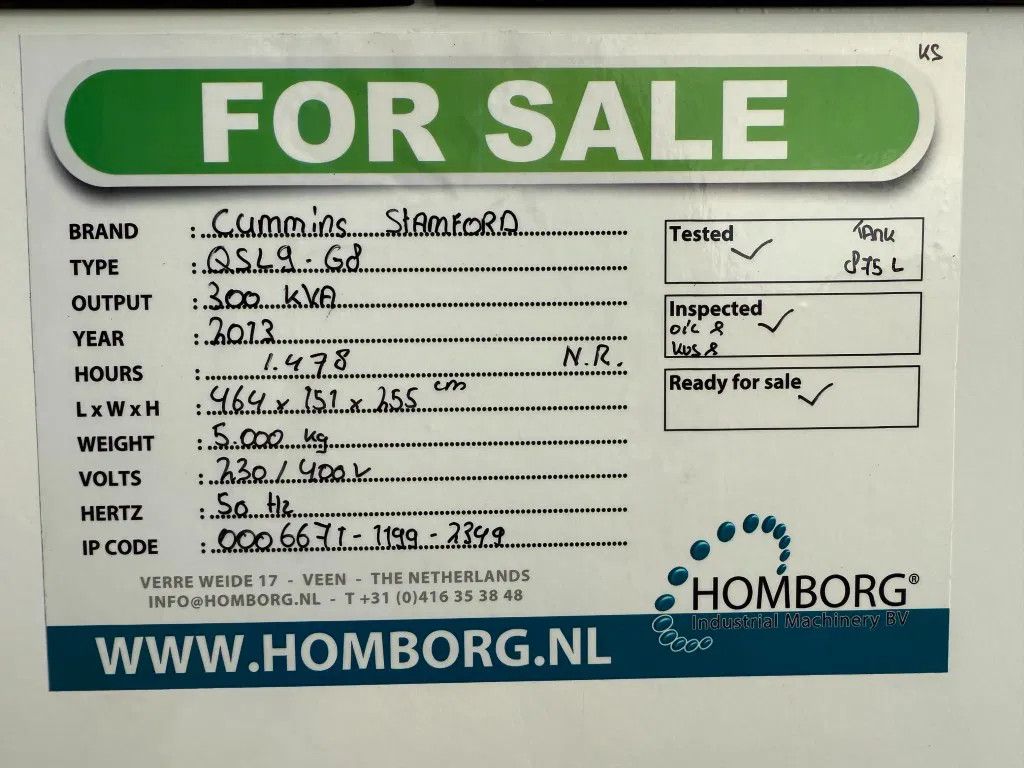 KS
FOR SALE
BRAND : Cummins STAMFORD
TYPE : QSL9-G8
OUTPUT : 300 KVA
YEAR : 2013
HOURS : 1.478 N.R.
L x W x H : 464 x 151 x 255 cm
WEIGHT : 5.000 kg
VOLTS : 230/400V
HERTZ : 50 Hz
IP CODE : 0006671-1199-2349
Tested ✓ TANK
875 L
Inspected ✓
Ready for sale ✓
VERRE WEIDE 17 - VEEN - THE NETHERLANDS
INFO@HOMBORG.NL - T +31 (0)416 35 38 48
HOMBORG®
Industrial Machinery BV
WWW.HOMBORG.NL